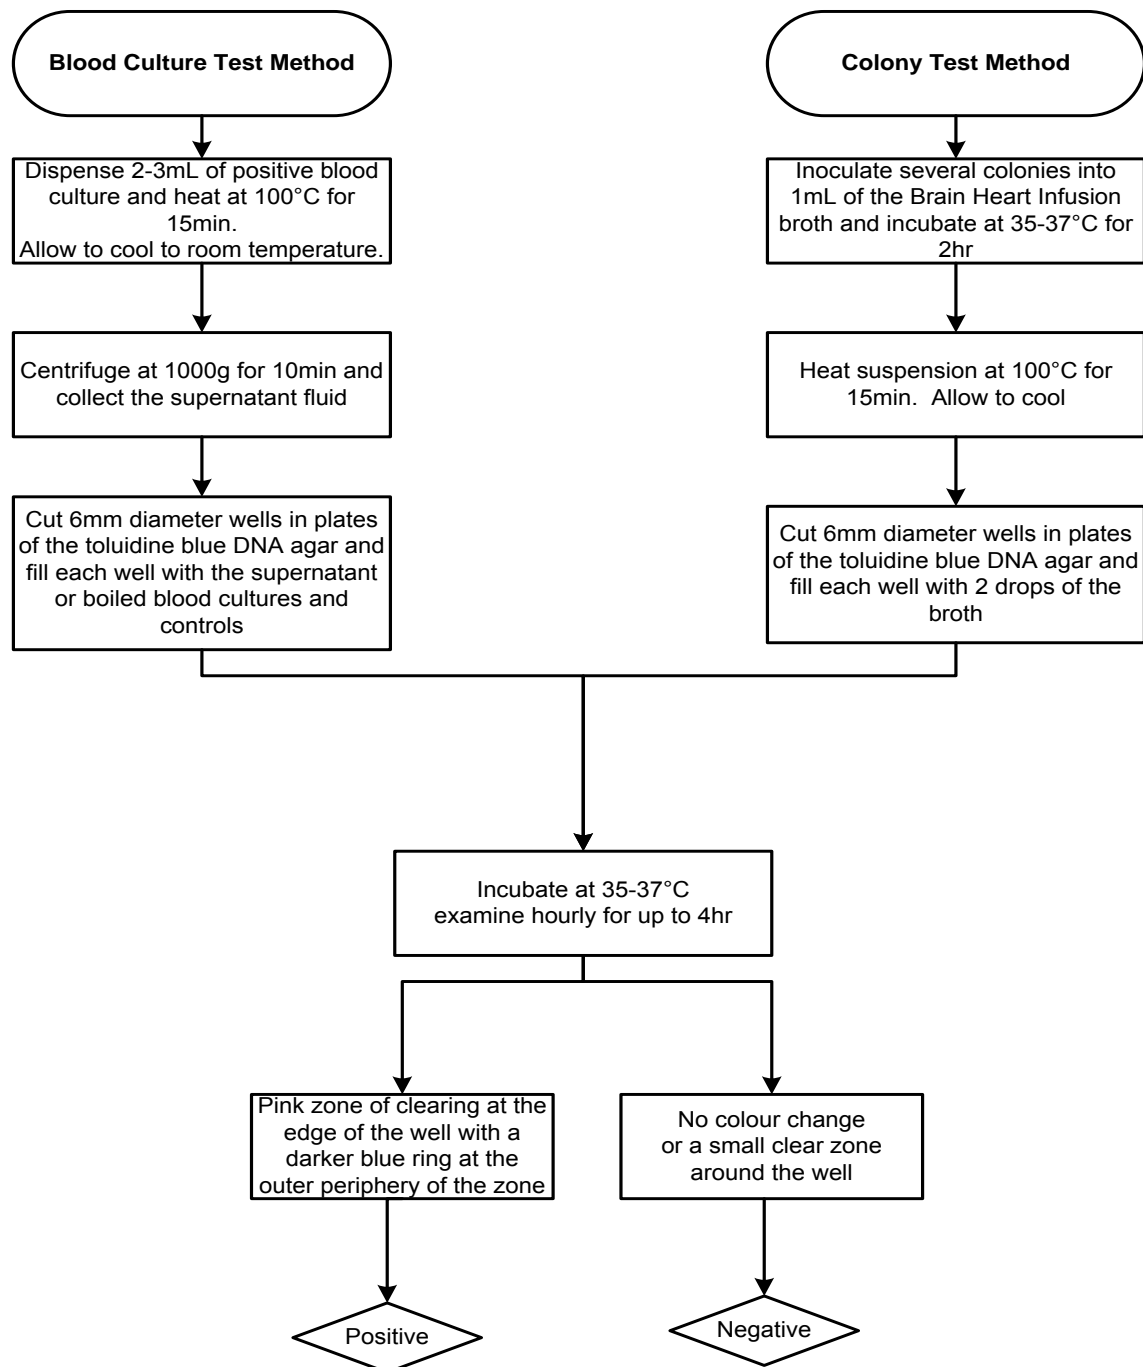 Blood Culture Test Method
Dispense 2-3mL of positive blood
culture and heat at 100°C for
15min.
Allow to cool to room temperature.
Centrifuge at 1000g for 10min and
collect the supernatant fluid
Cut 6mm diameter wells in plates
of the toluidine blue DNA agar and
fill each well with the supernatant
or boiled blood cultures and
controls
Colony Test Method
Inoculate several colonies into
1mL of the Brain Heart Infusion
broth and incubate at 35-37°C for
2hr
Heat suspension at 100°C for
15min.  Allow to cool
Cut 6mm diameter wells in plates
of the toluidine blue DNA agar and
fill each well with 2 drops of the
broth
Incubate at 35-37°C
examine hourly for up to 4hr
Pink zone of clearing at the
edge of the well with a
darker blue ring at the
outer periphery of the zone
Positive
No colour change
or a small clear zone
around the well
Negative